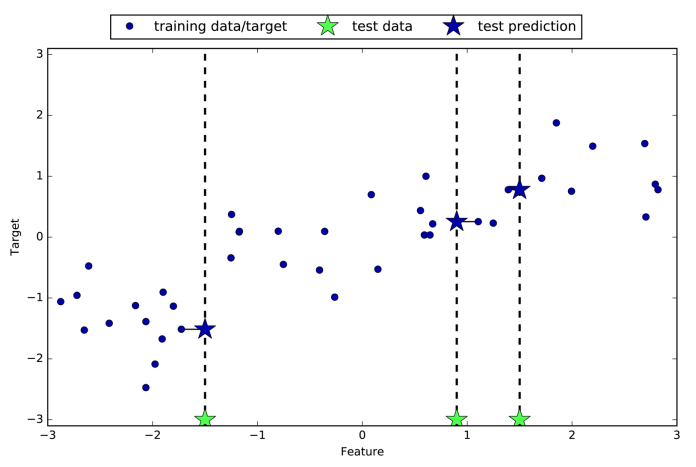 training data/target test data test prediction
3
2
1
0
−1
−2
−3
Target
−3 −2 −1 0 1 2 3
Feature